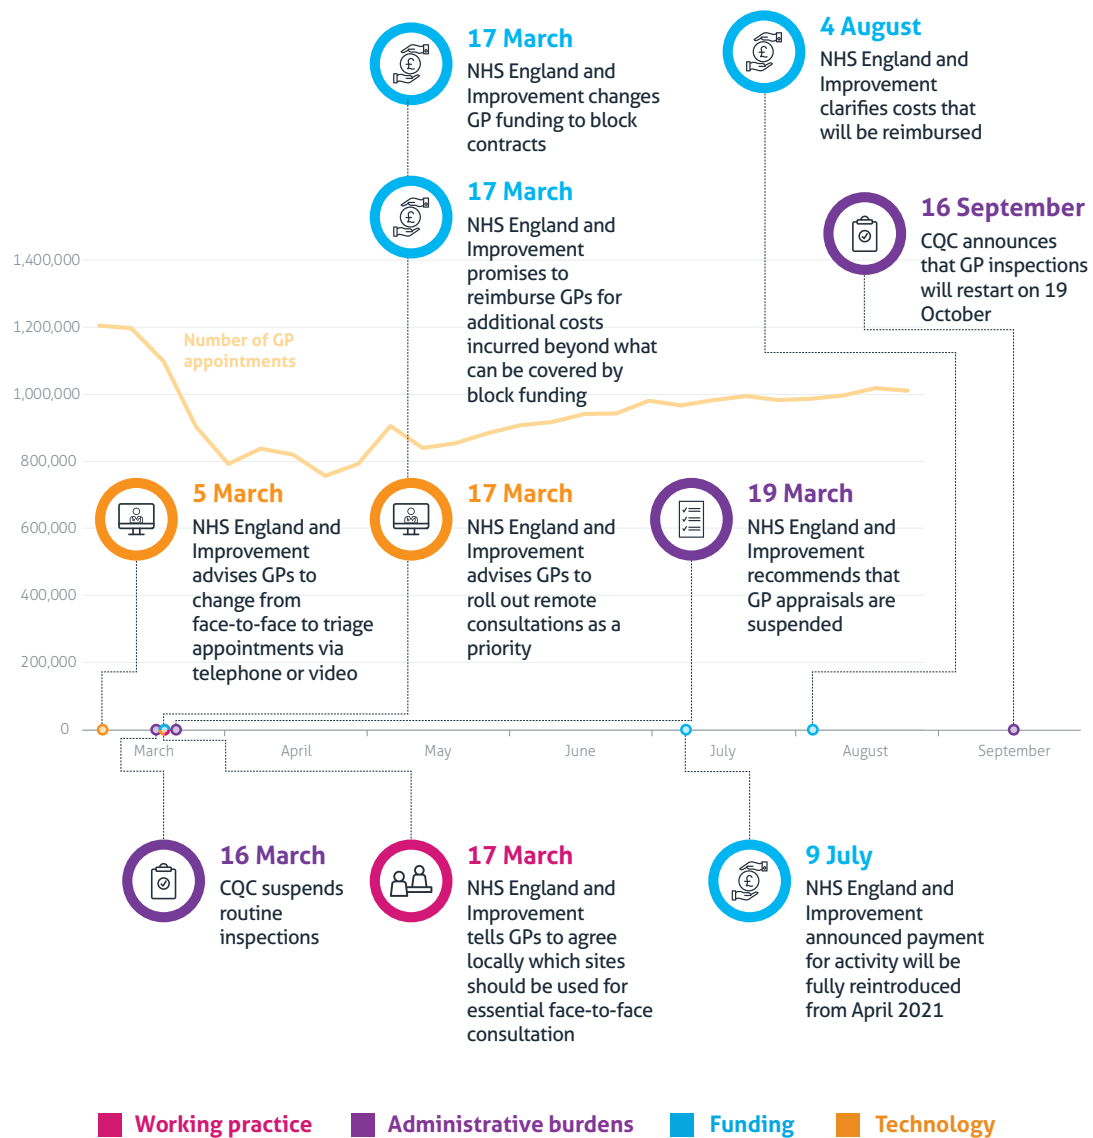 17 March
NHS England and
Improvement changes
GP funding to block
contracts
4 August
NHS England and
Improvement
clarifies costs that
will be reimbursed
17 March
NHS England and
Improvement
promises to
reimburse GPs for
additional costs
incurred beyond what
can be covered by
block funding
16 September
CQC announces
that GP inspections
will restart on 19
October
1,400,000
1,200,000
1,000,000
800,000
600,000
400,000
200,000
0
Number of GP
appointments
5 March
NHS England and
Improvement
advises GPs to
change from
face-to-face to triage
appointments via
telephone or video
17 March
NHS England and
Improvement
advises GPs to
roll out remote
consultations as a
priority
19 March
NHS England and
Improvement
recommends that
GP appraisals are
suspended
March
April
May
June
July
August
September
16 March
CQC suspends
routine
inspections
17 March
NHS England and
Improvement
tells GPs to agree
locally which sites
should be used for
essential face-to-face
consultation
9 July
NHS England and
Improvement
announced payment
for activity will be
fully reintroduced
from April 2021
Working practice
Administrative burdens
Funding
Technology